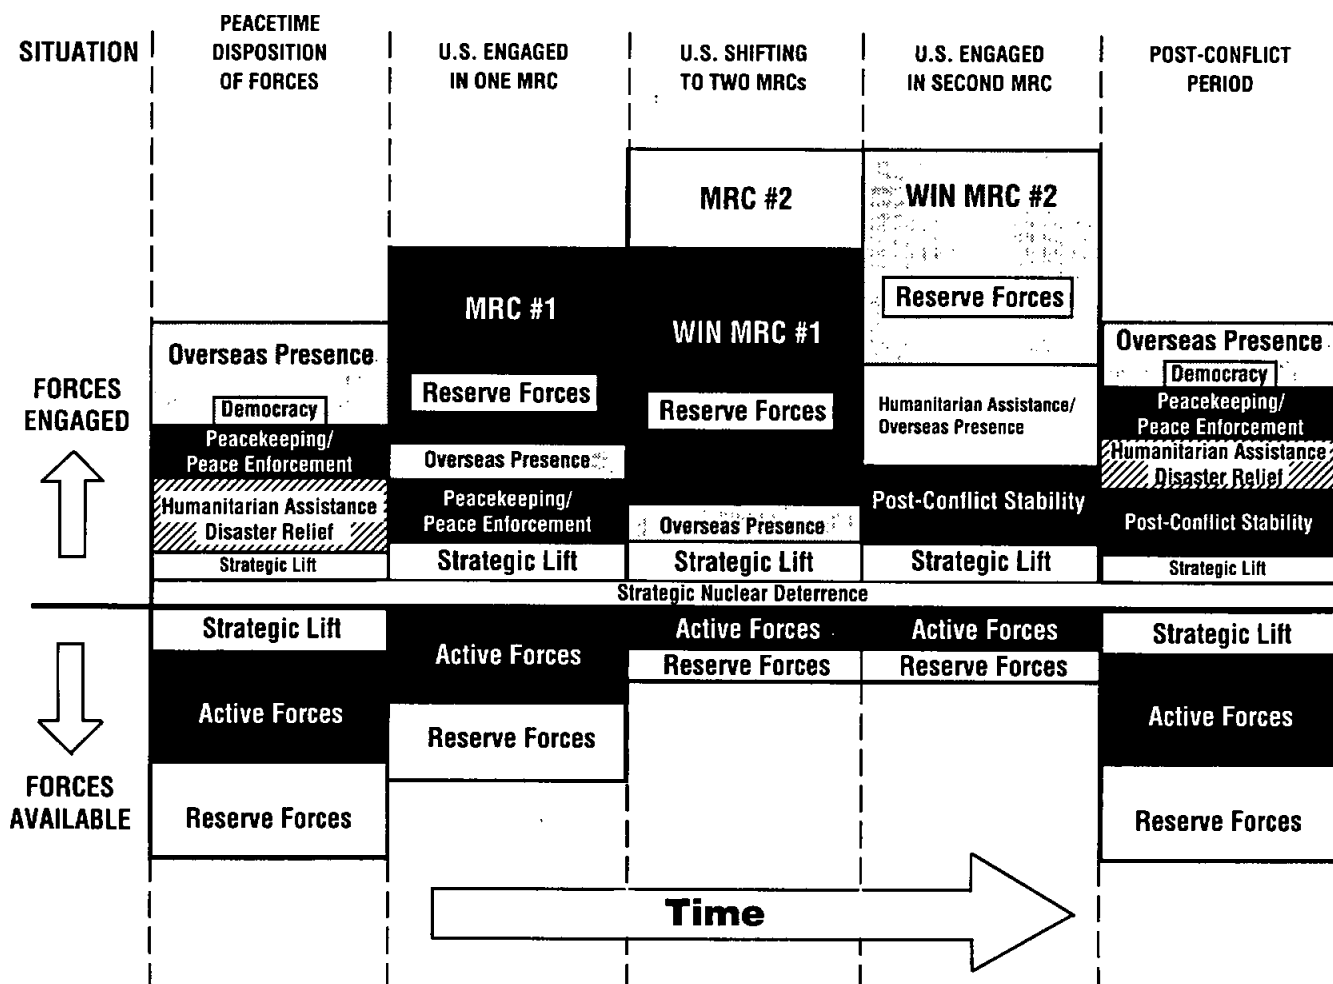 SITUATION
PEACETIME
DISPOSITION
OF FORCES
U.S. ENGAGED
IN ONE MRC
U.S. SHIFTING
TO TWO MRCs
U.S. ENGAGED
IN SECOND MRC
POST-CONFLICT
PERIOD
FORCES
ENGAGED
Overseas Presence
Democracy
Peacekeeping/
Peace Enforcement
Humanitarian Assistance
Disaster Relief
Strategic Lift
MRC #1
Reserve Forces
Overseas Presence
Peacekeeping/
Peace Enforcement
Strategic Lift
MRC #2
WIN MRC #1
Reserve Forces
Overseas Presence
Strategic Lift
WIN MRC #2
Reserve Forces
Humanitarian Assistance/
Overseas Presence
Post-Conflict Stability
Strategic Lift
Overseas Presence
Democracy
Peacekeeping/
Peace Enforcement
Humanitarian Assistance
Disaster Relief
Post-Conflict Stability
Strategic Lift
Strategic Nuclear Deterrence
FORCES
AVAILABLE
Strategic Lift
Active Forces
Reserve Forces
Active Forces
Reserve Forces
Active Forces
Reserve Forces
Active Forces
Reserve Forces
Strategic Lift
Active Forces
Reserve Forces
Time